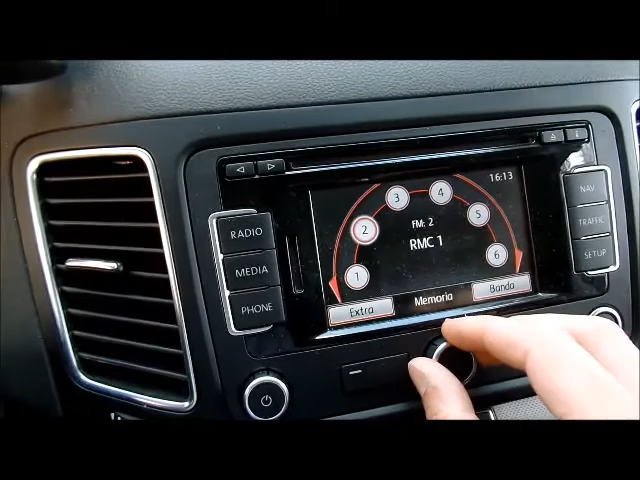 16:13
NAV
TRAFFIC
SETUP
RADIO
MEDIA
PHONE
1
2
3
4
5
6
FM: 2
RMC 1
Extra
Memoria
Banda